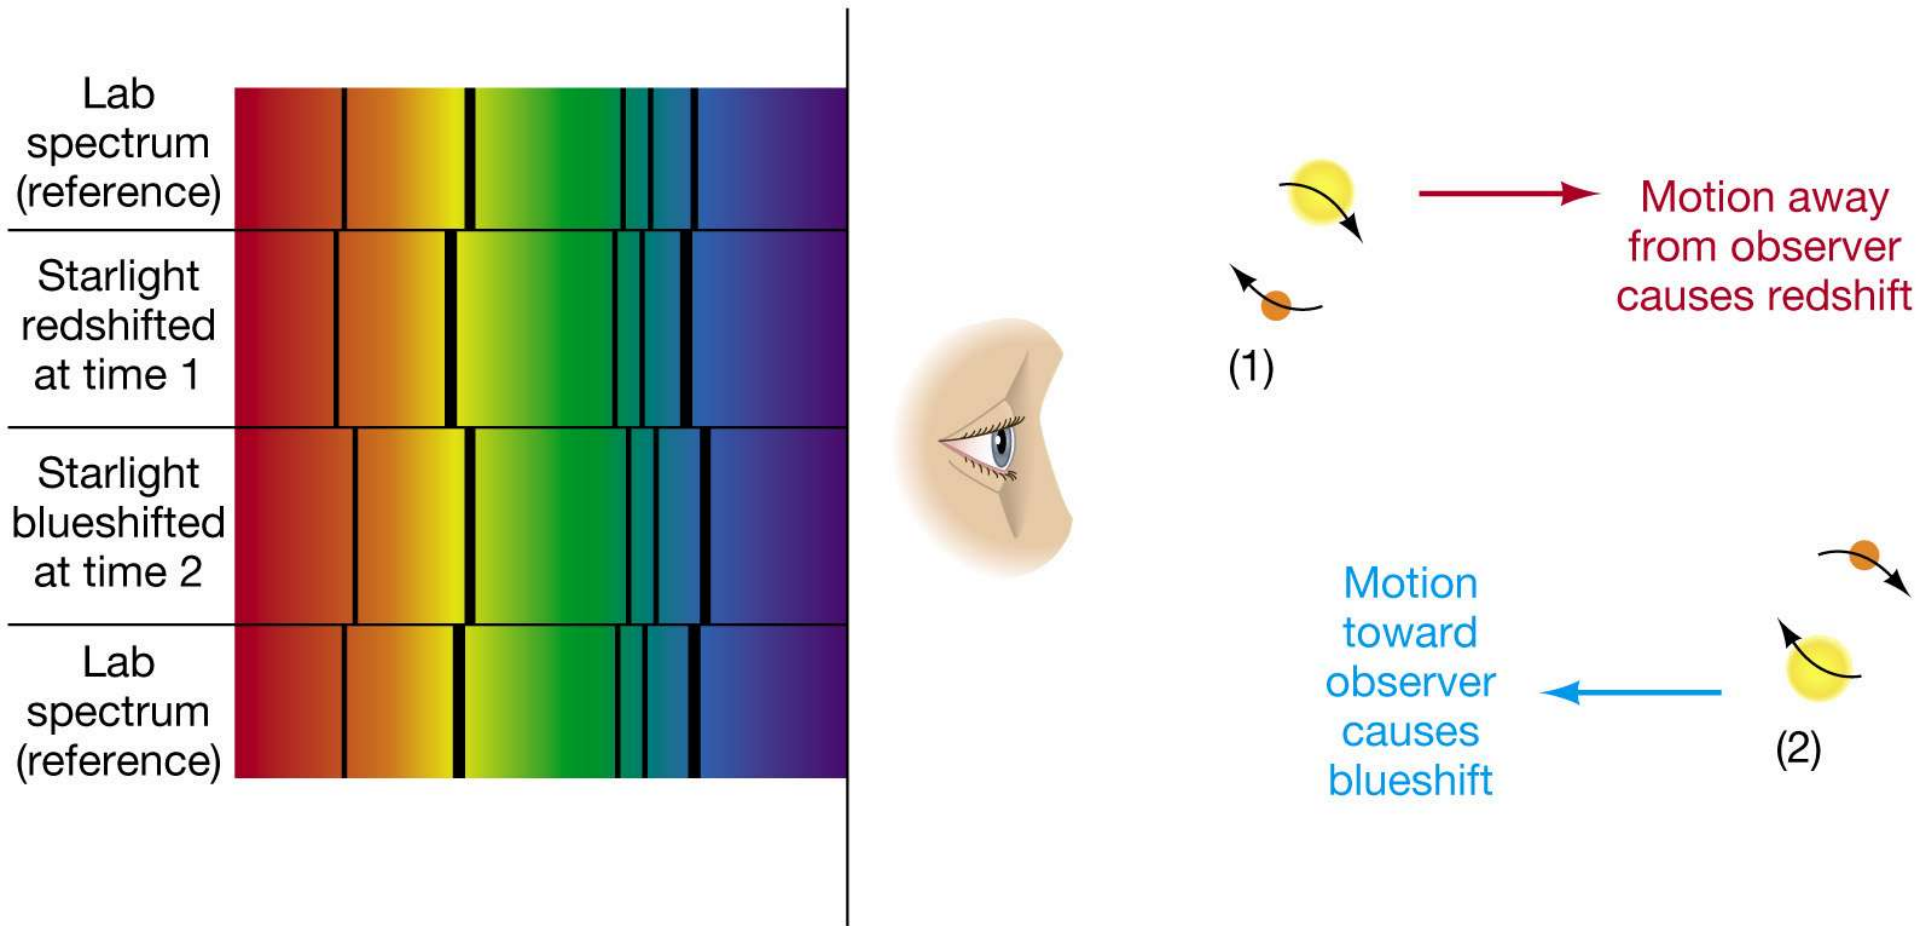 Lab
spectrum
(reference)
Starlight
redshifted
at time 1
Starlight
blueshifted
at time 2
Lab
spectrum
(reference)
Motion away
from observer
causes redshift
(1)
Motion
toward
observer
causes
blueshift
(2)